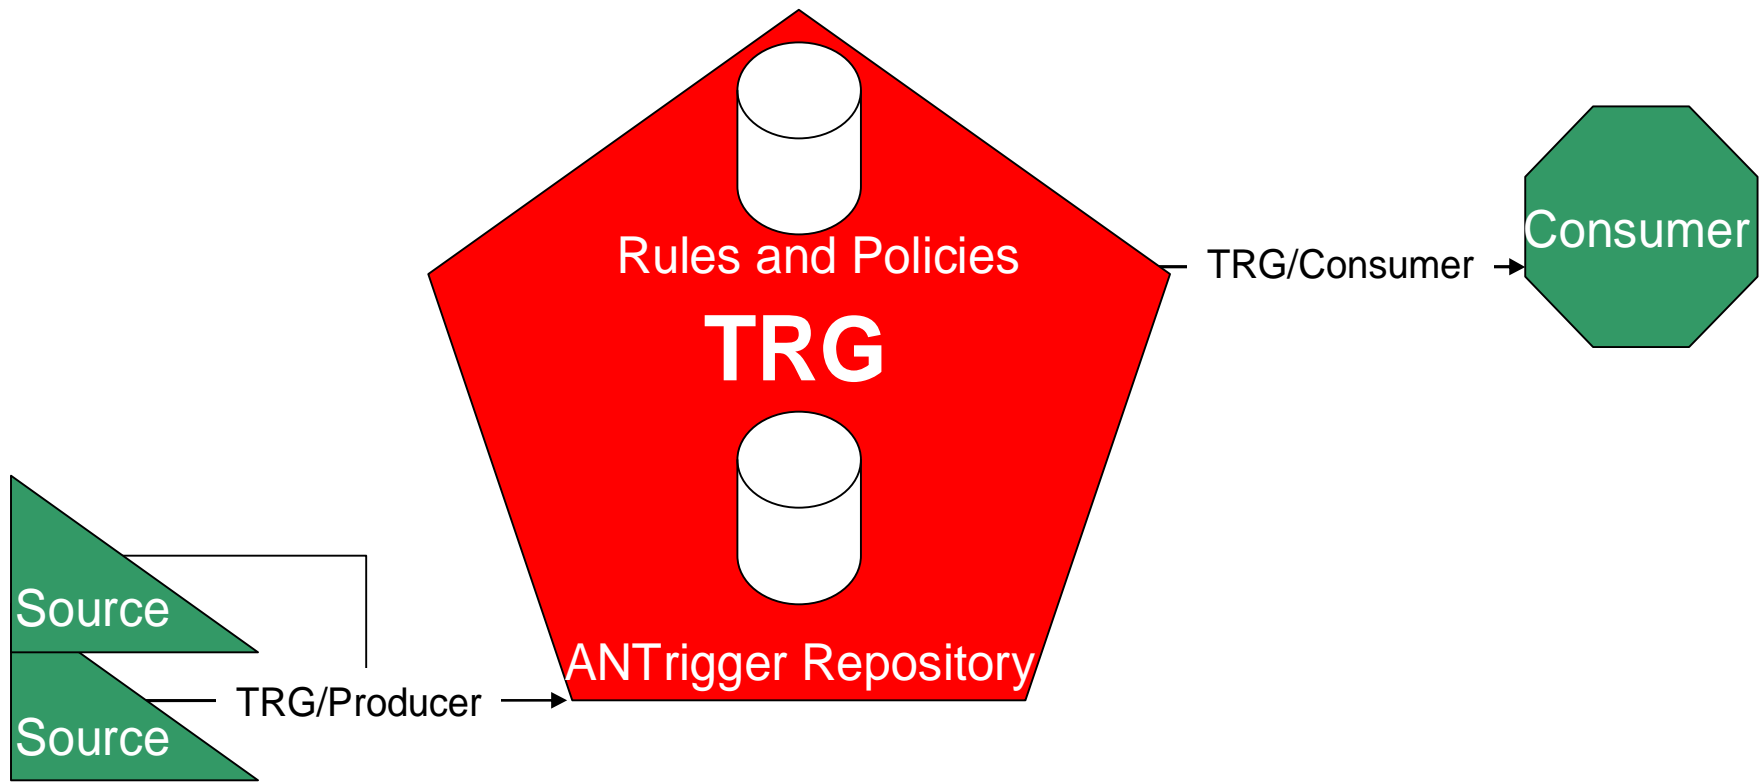 Rules and Policies
TRG
ANTrigger Repository
Consumer
TRG/Consumer
Source
Source
TRG/Producer